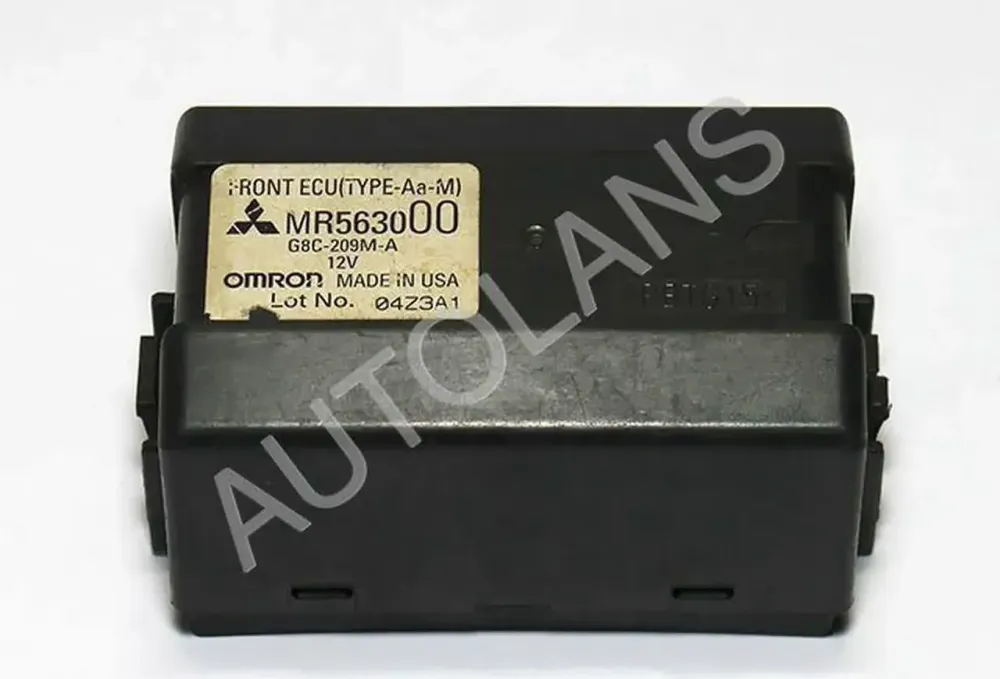 FRONT ECU(TYPE-Aa-M)
MR563000
G8C-209M-A
12V
OMRON MADE IN USA
Lot No. 04Z3A1
AUTOLANS